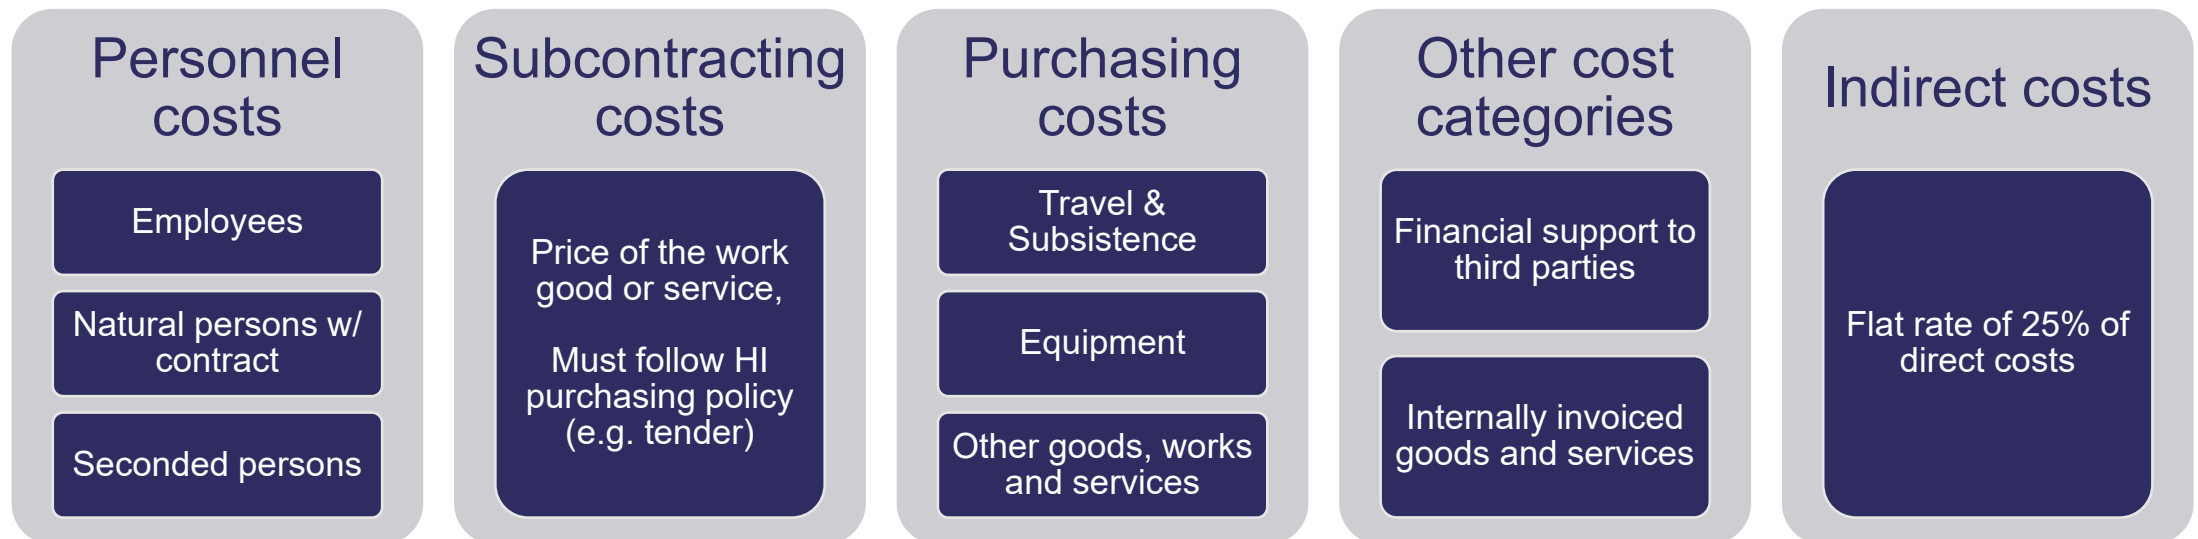 Personnel
costs
Employees
Natural persons w/
contract
Seconded persons
Subcontracting
costs
Price of the work
good or service,
Must follow HI
purchasing policy
(e.g. tender)
Purchasing
costs
Travel &
Subsistence
Equipment
Other goods, works
and services
Other cost
categories
Financial support to
third parties
Internally invoiced
goods and services
Indirect costs
Flat rate of 25% of
direct costs